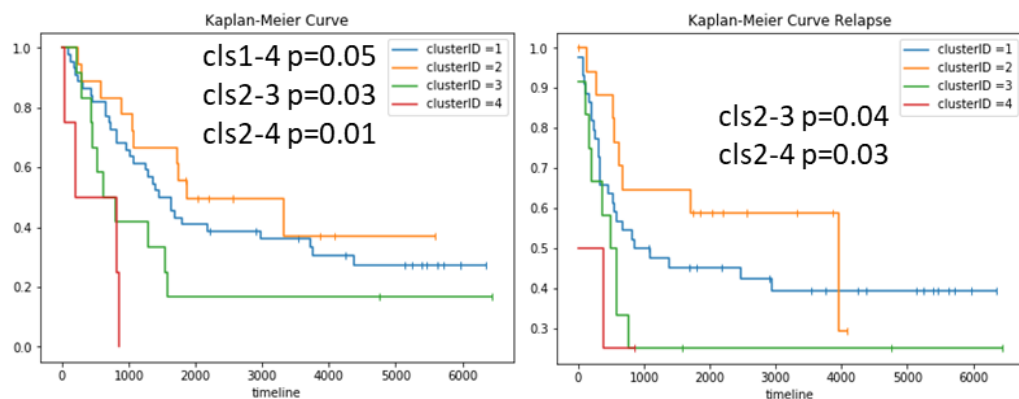 Kaplan-Meier Curve
cls1-4 p=0.05
cls2-3 p=0.03
cls2-4 p=0.01
clusterID =1
clusterID =2
clusterID =3
clusterID =4
1.0
0.8
0.6
0.4
0.2
0.0
0 1000 2000 3000 4000 5000 6000
timeline
Kaplan-Meier Curve Relapse
clusterID =1
clusterID =2
clusterID =3
clusterID =4
cls2-3 p=0.04
cls2-4 p=0.03
1.0
0.9
0.8
0.7
0.6
0.5
0.4
0.3
0 1000 2000 3000 4000 5000 6000
timeline